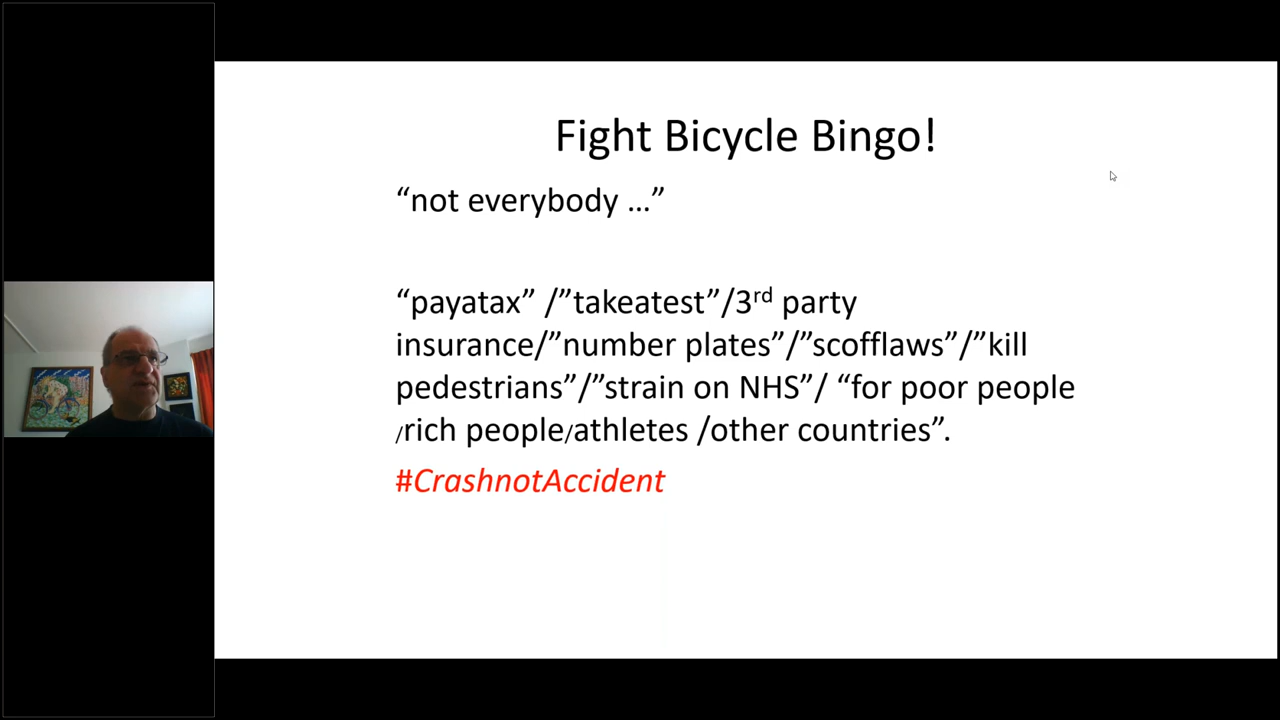 Fight Bicycle Bingo!
“not everybody …”
“payatax” /”takeatest”/3rd party
insurance/”number plates”/”scofflaws”/”kill
pedestrians”/”strain on NHS”/ “for poor people
/rich people/athletes /other countries”.
#CrashnotAccident